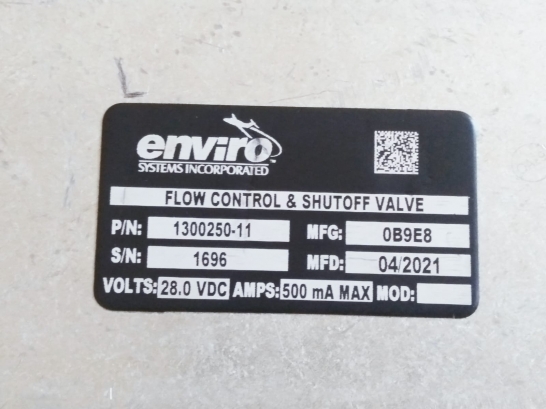 enviro™
SYSTEMS INCORPORATED
FLOW CONTROL & SHUTOFF VALVE
P/N: 1300250-11 MFG: 0B9E8
S/N: 1696 MFD: 04/2021
VOLTS: 28.0 VDC AMPS: 500 mA MAX MOD: